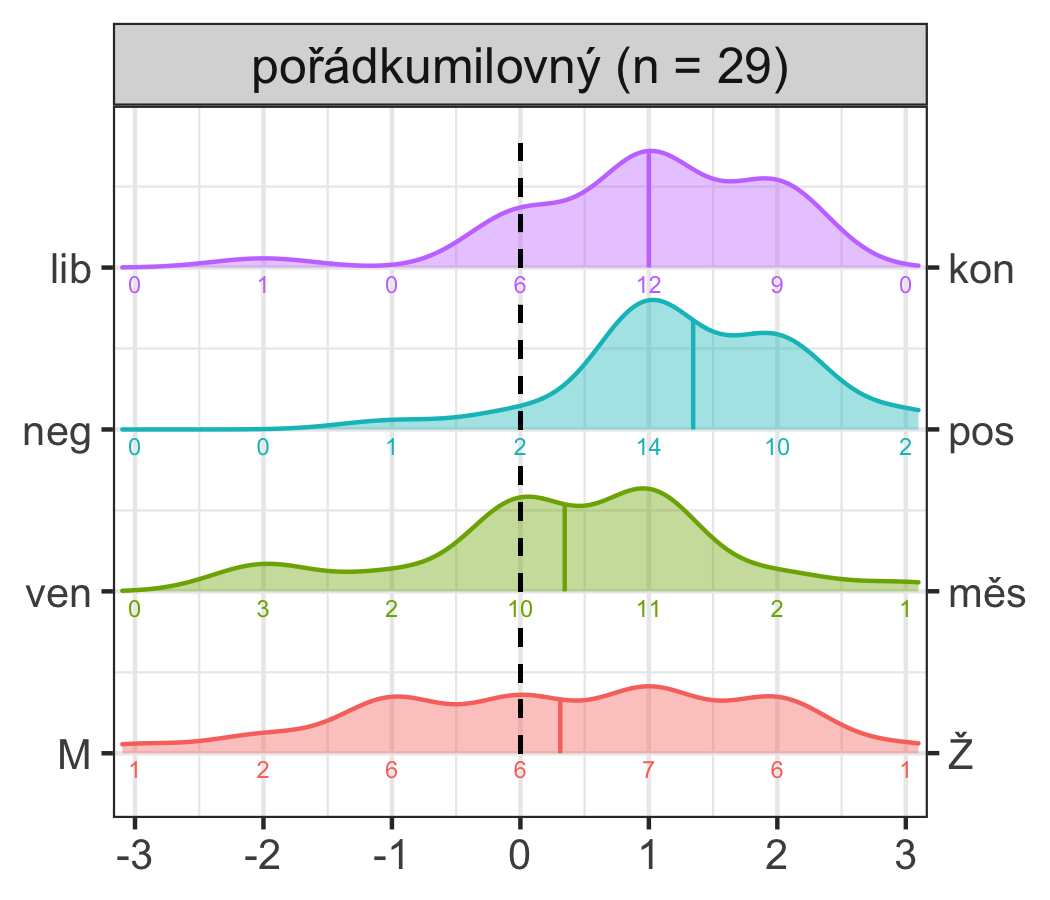 pořádkumilovný (n = 29)
lib kon
0 1 0 6 12 9 0
neg pos
0 0 1 2 14 10 2
ven měs
0 3 2 10 11 2 1
M Ž
1 2 6 6 7 6 1
-3 -2 -1 0 1 2 3